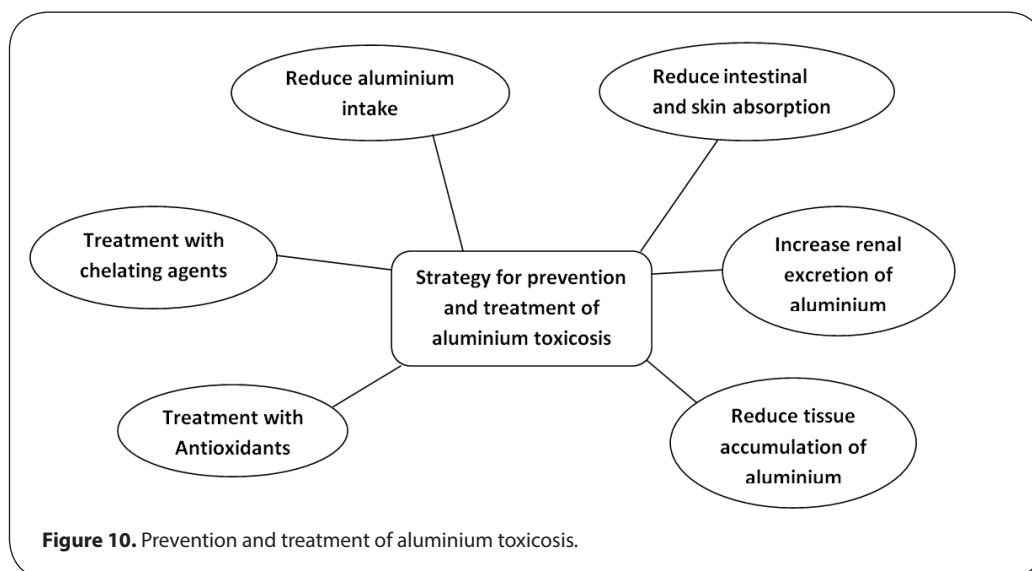 Reduce aluminium
intake
Reduce intestinal
and skin absorption
Treatment with
chelating agents
Strategy for prevention
and treatment of
aluminium toxicosis
Increase renal
excretion of
aluminium
Treatment with
Antioxidants
Reduce tissue
accumulation of
aluminium
Figure 10. Prevention and treatment of aluminium toxicosis.